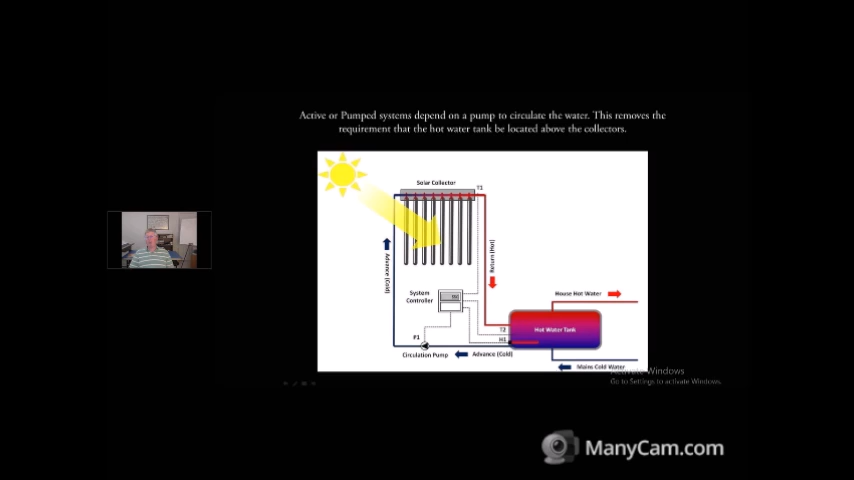 Active or Pumped systems depend on a pump to circulate the water. This removes the
requirement that the hot water tank be located above the collectors.
Solar Collector
T1
Return (Hot)
Advance (Cold)
System
Controller
House Hot Water
Hot Water Tank
T2
H1
P1
Circulation Pump
Advance (Cold)
Mains Cold Water
Activate Windows
Go to Settings to activate Windows.
ManyCam.com